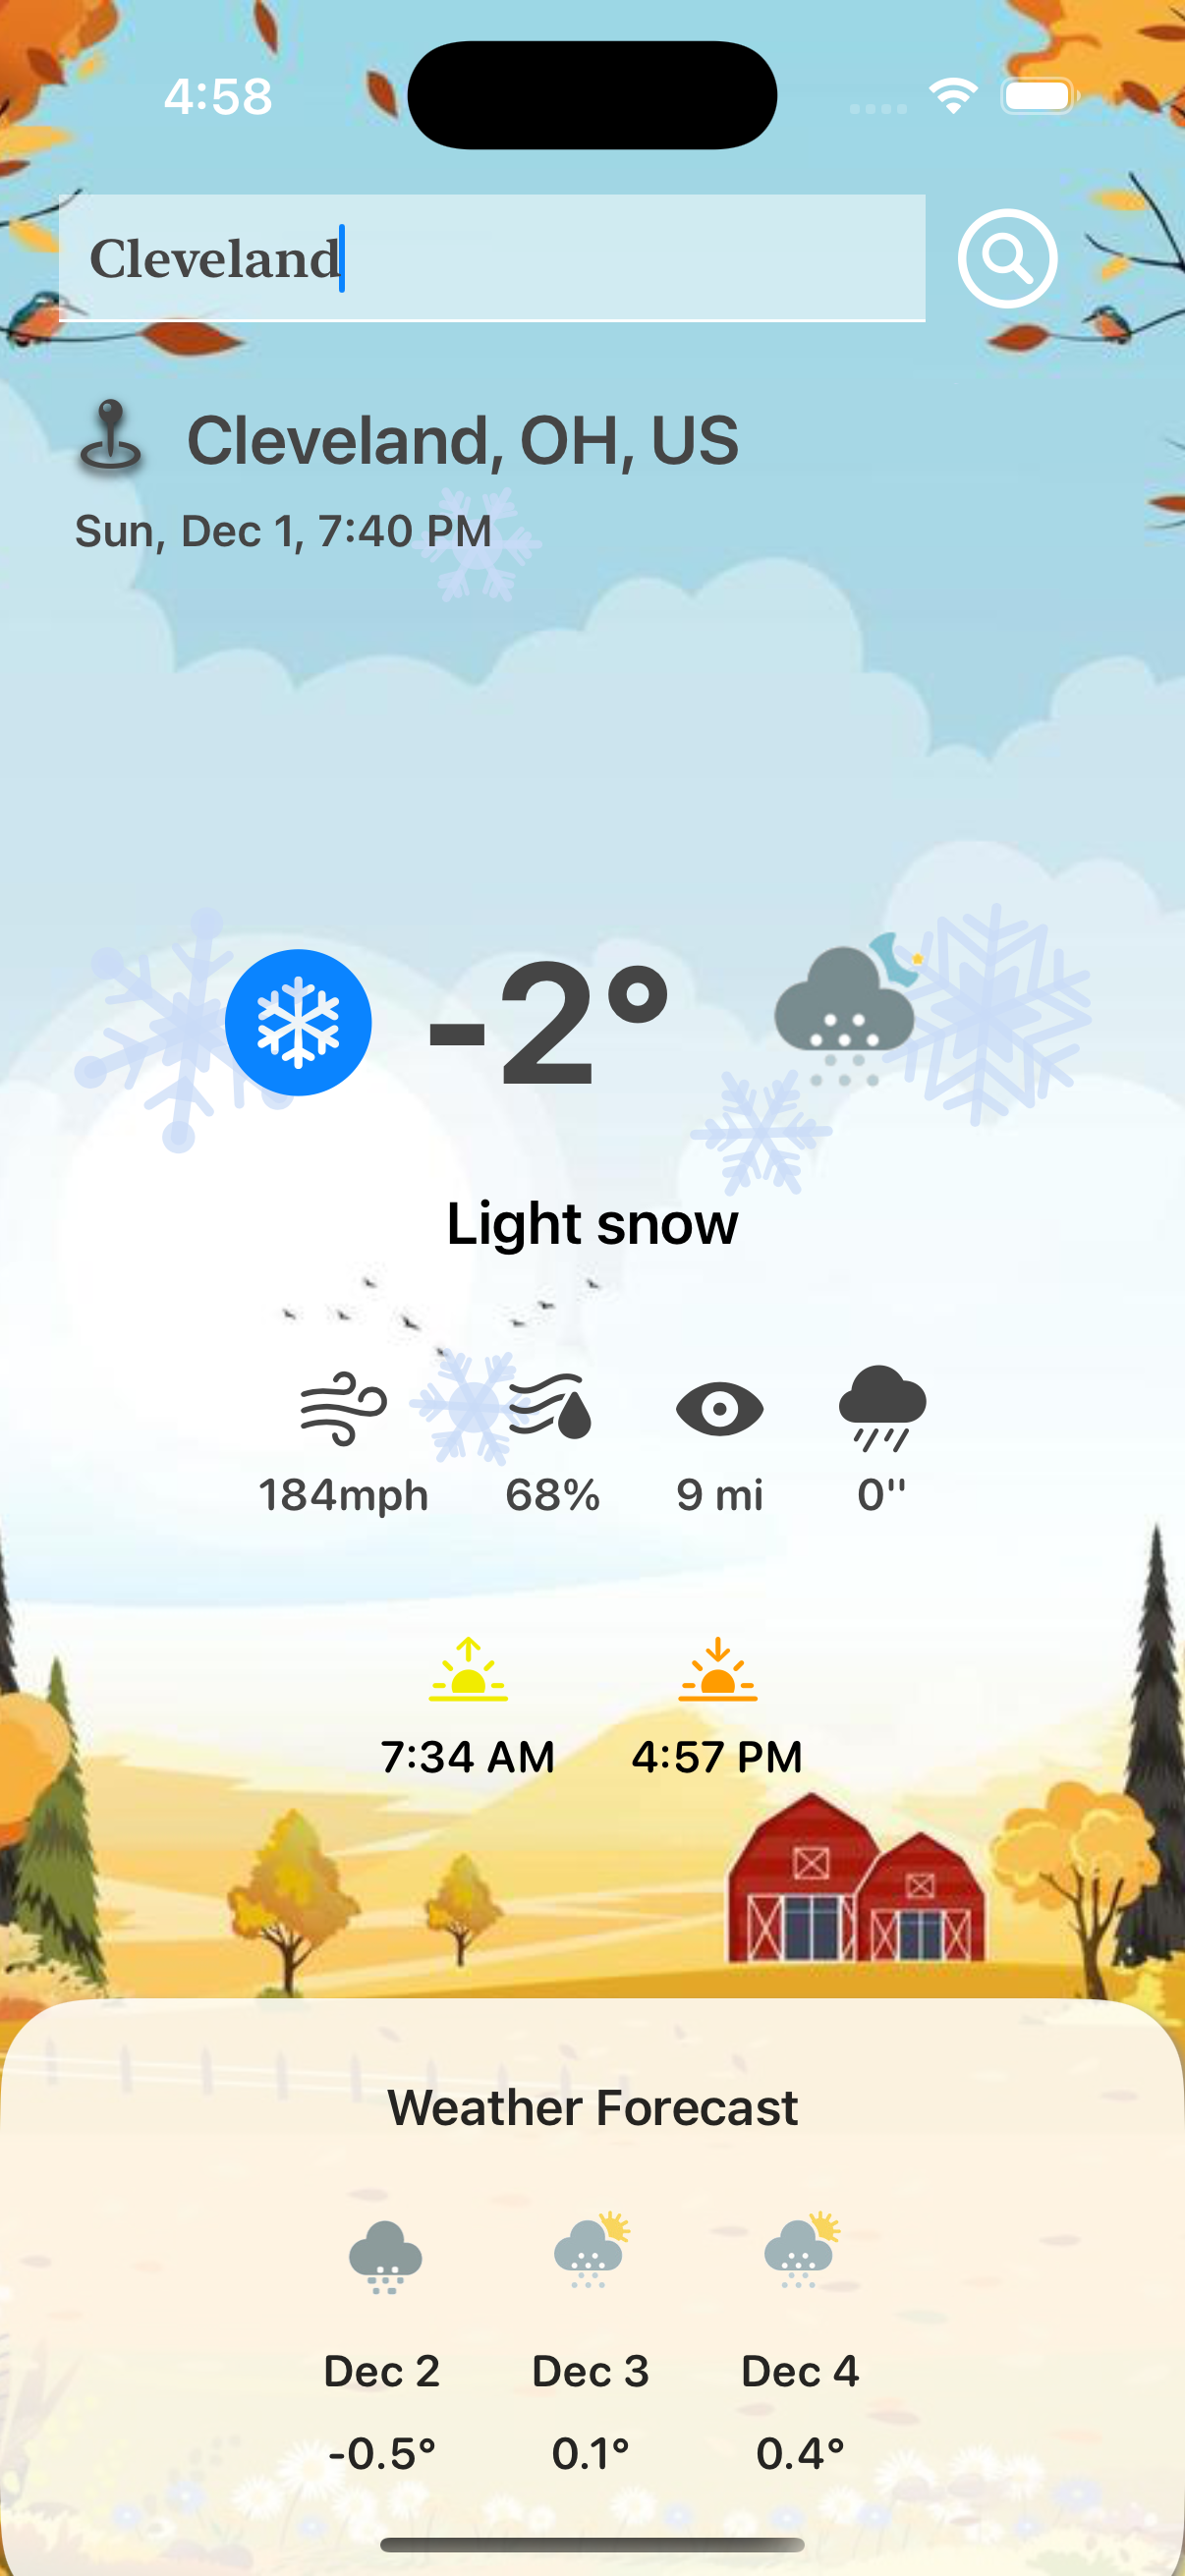 4:58
Cleveland
Cleveland, OH, US
Sun, Dec 1, 7:40 PM
-2°
Light snow
184mph 68% 9 mi 0"
7:34 AM 4:57 PM
Weather Forecast
Dec 2 Dec 3 Dec 4
-0.5° 0.1° 0.4°